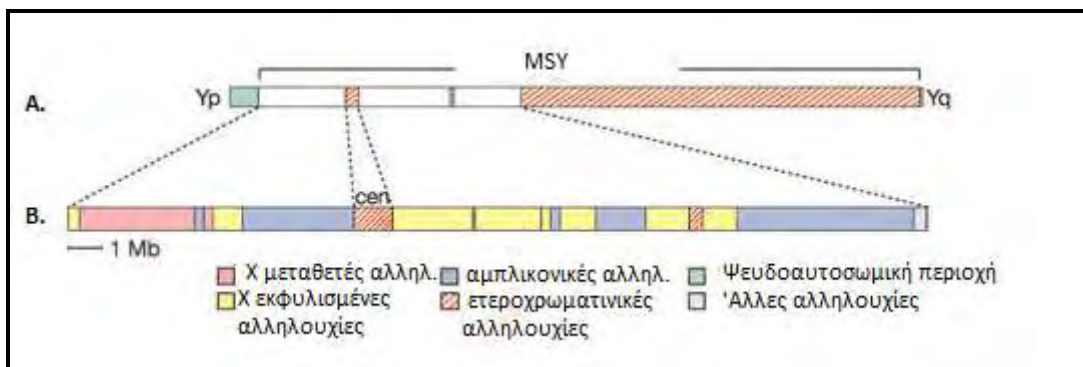 MSY
A. Yp Yq
cen
B.
1 Mb
X μεταθετές αλληλ. αμπλικονικές αλληλ. Ψευδοαυτοσωμική περιοχή
X εκφυλισμένες αλληλουχίες ετεροχρωματινικές αλληλουχίες 'Αλλες αλληλουχίες